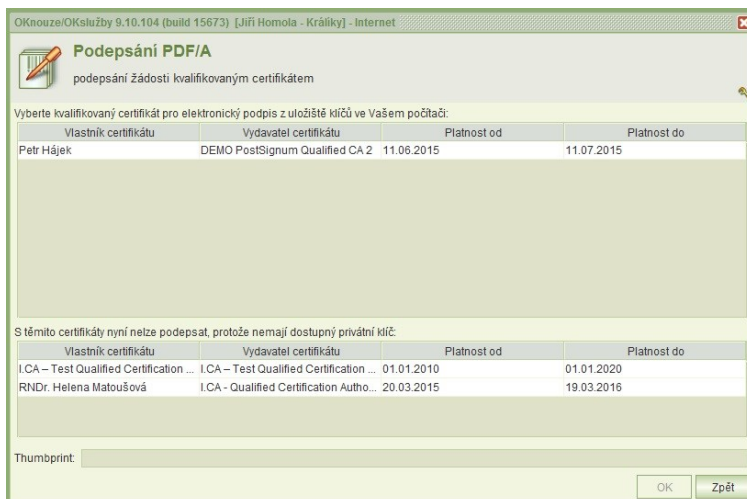 OKnouze/OKslužby 9.10.104 (build 15673) [Jiří Homola - Králíky] - Internet
Podepsání PDF/A
podepsání žádosti kvalifikovaným certifikátem
Vyberte kvalifikovaný certifikát pro elektronický podpis z uložiště klíčů ve Vašem počítači:
Vlastník certifikátu Vydavatel certifikátu Platnost od Platnost do
Petr Hájek DEMO PostSignum Qualified CA 2 11.06.2015 11.07.2015
S těmito certifikáty nyní nelze podepsat, protože nemají dostupný privátní klíč:
Vlastník certifikátu Vydavatel certifikátu Platnost od Platnost do
I.CA – Test Qualified Certification ... I.CA – Test Qualified Certification ... 01.01.2010 01.01.2020
RNDr. Helena Matoušová I.CA - Qualified Certification Autho... 20.03.2015 19.03.2016
Thumbprint:
OK Zpět